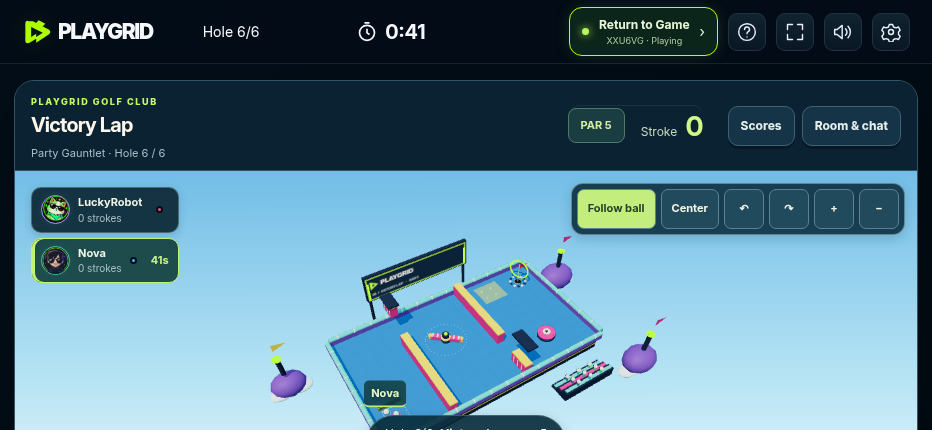 PLAYGRID
Hole 6/6
0:41
Return to Game
XXU6VG · Playing
PLAYGRID GOLF CLUB
Victory Lap
Party Gauntlet · Hole 6 / 6
PAR 5
Stroke 0
Scores
Room & chat
LuckyRobot
0 strokes
Nova
0 strokes
41s
Follow ball
Center
↶
↷
+
−
PLAYGRID
Nova